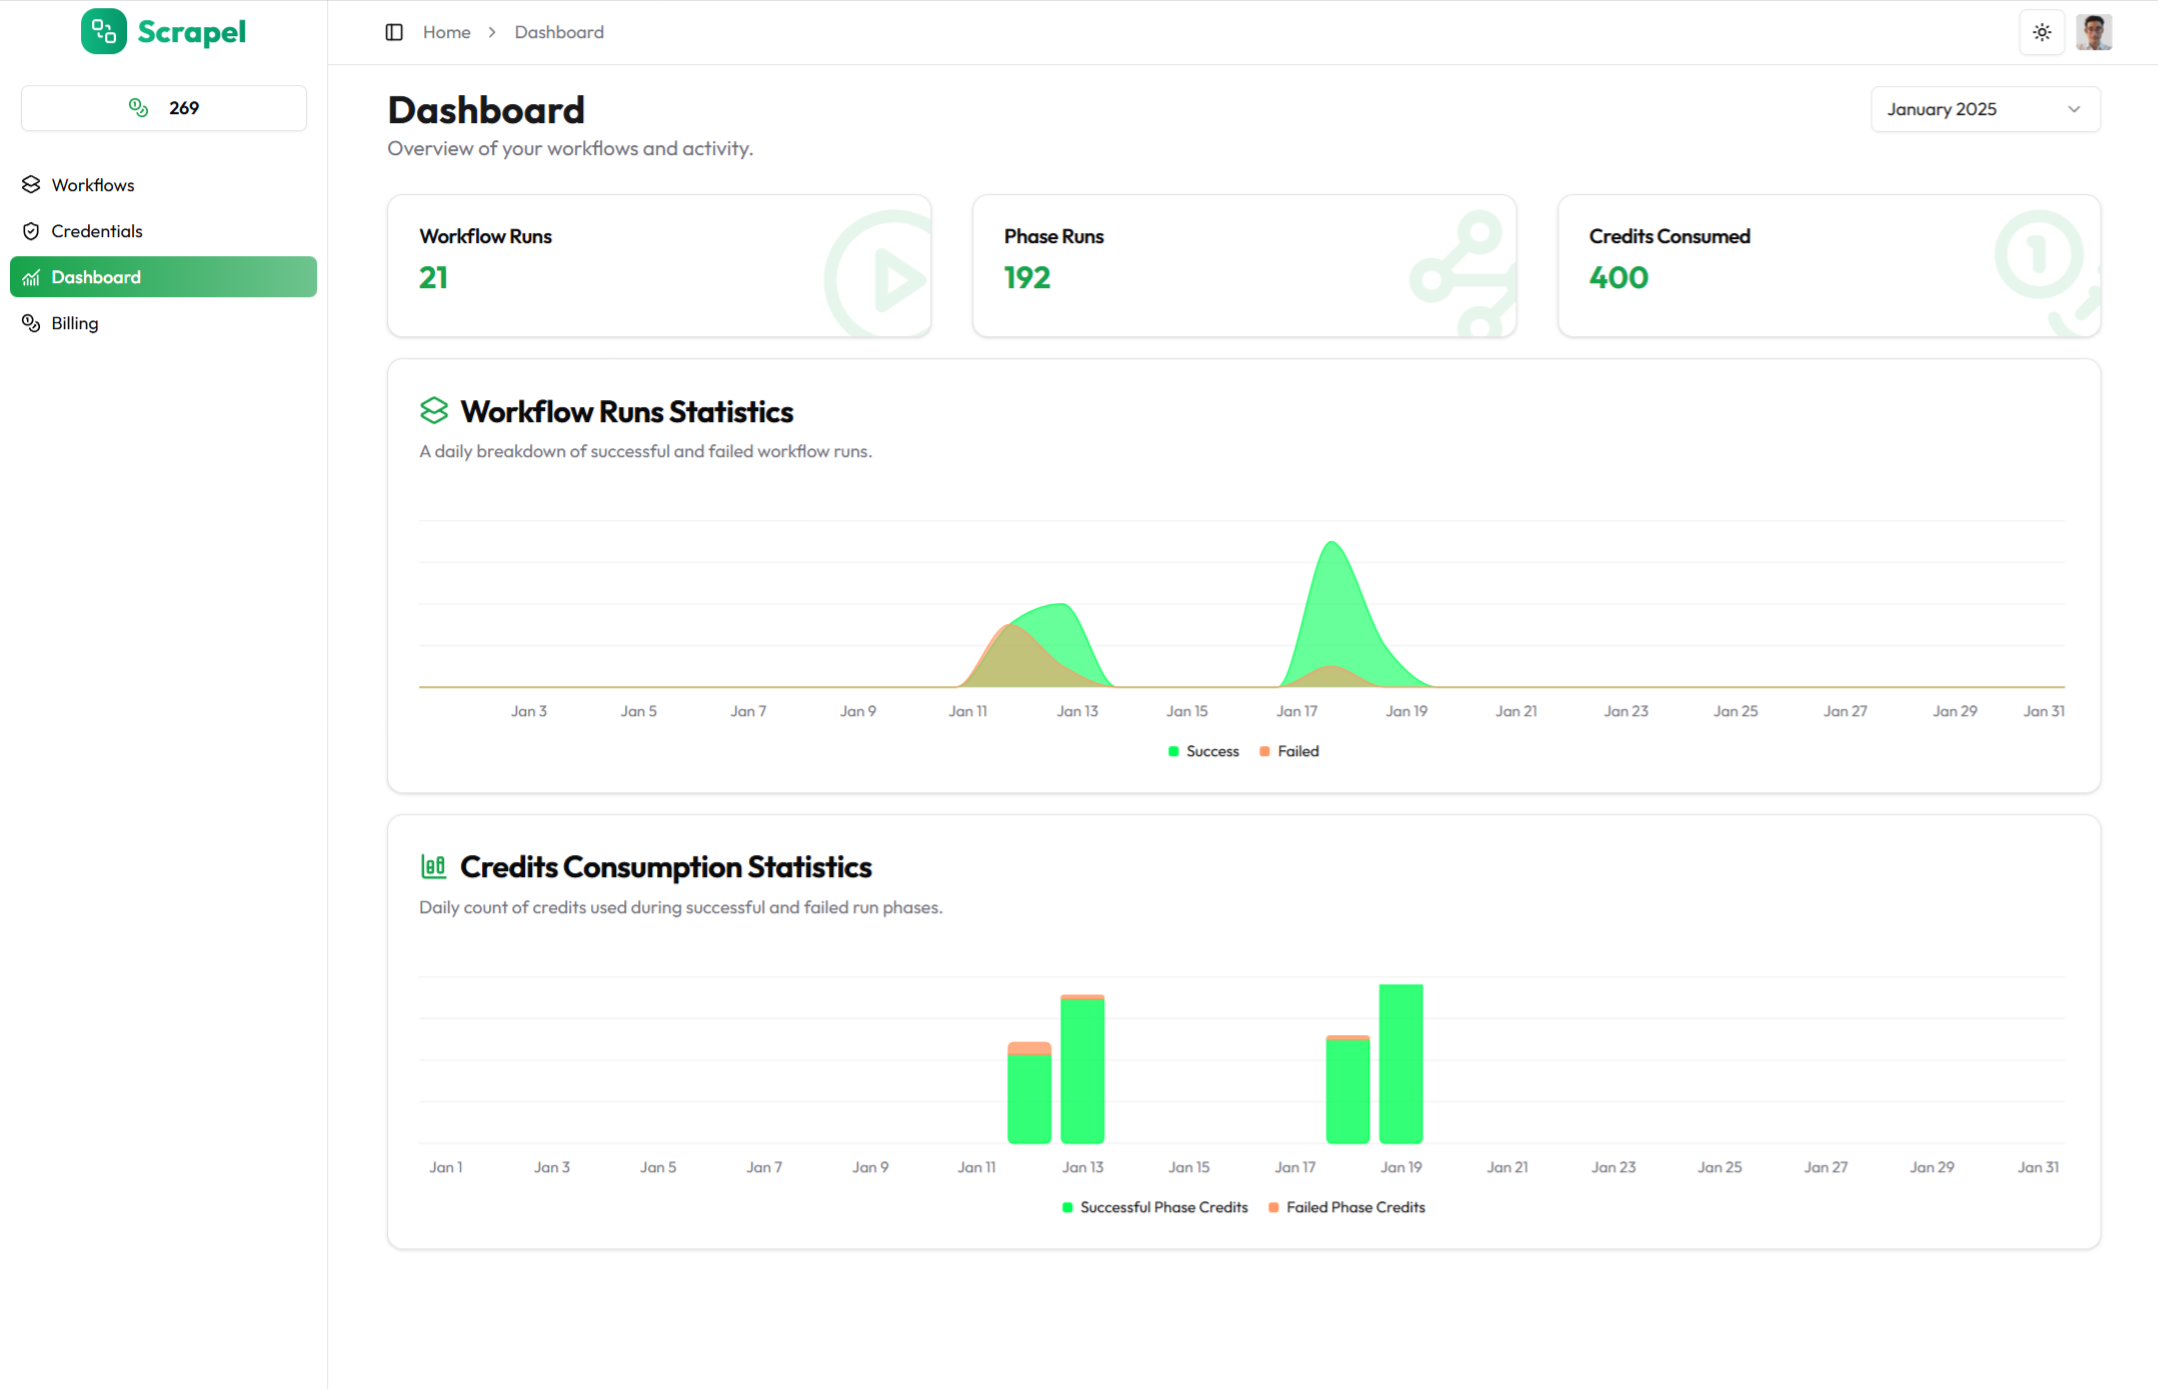 Scrapel
269
Workflows
Credentials
Dashboard
Billing
Home > Dashboard
Dashboard
Overview of your workflows and activity.
January 2025
Workflow Runs
21
Phase Runs
192
Credits Consumed
400
Workflow Runs Statistics
A daily breakdown of successful and failed workflow runs.
Jan 3 Jan 5 Jan 7 Jan 9 Jan 11 Jan 13 Jan 15 Jan 17 Jan 19 Jan 21 Jan 23 Jan 25 Jan 27 Jan 29 Jan 31
Success Failed
Credits Consumption Statistics
Daily count of credits used during successful and failed run phases.
Jan 1 Jan 3 Jan 5 Jan 7 Jan 9 Jan 11 Jan 13 Jan 15 Jan 17 Jan 19 Jan 21 Jan 23 Jan 25 Jan 27 Jan 29 Jan 31
Successful Phase Credits Failed Phase Credits